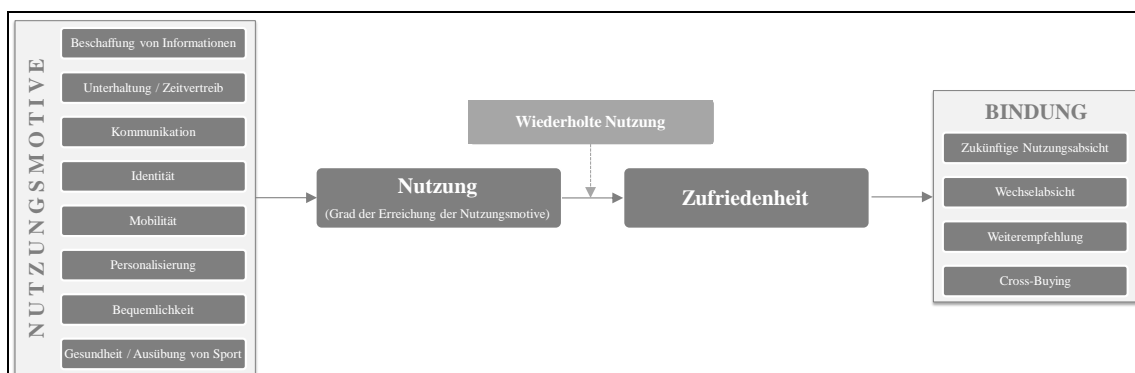 NUTZUNGSMOTIVE
Beschaffung von Informationen
Unterhaltung / Zeitvertreib
Kommunikation
Identität
Mobilität
Personalisierung
Bequemlichkeit
Gesundheit / Ausübung von Sport
Nutzung
(Grad der Erreichung der Nutzungsmotive)
Wiederholte Nutzung
Zufriedenheit
BINDUNG
Zukünftige Nutzungsabsicht
Wechselabsicht
Weiterempfehlung
Cross-Buying